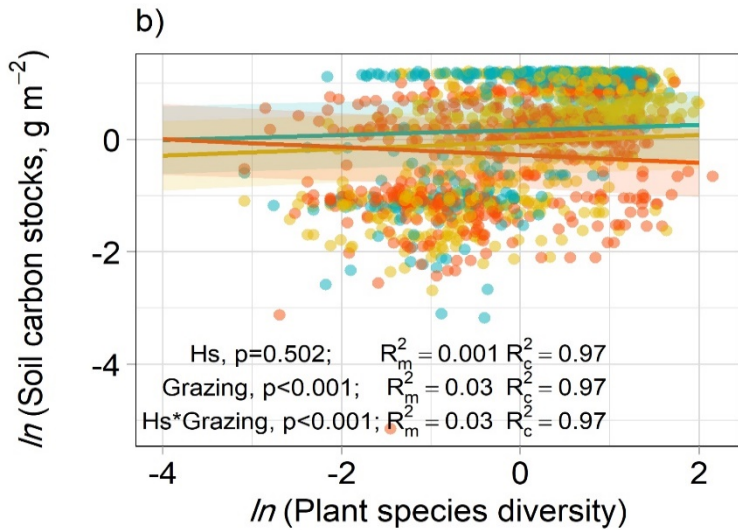 b)
ln (Soil carbon stocks, g m⁻²)
0
-2
-4
Hs, p=0.502; R²m = 0.001 R²c = 0.97
Grazing, p<0.001; R²m = 0.03 R²c = 0.97
Hs*Grazing, p<0.001; R²m = 0.03 R²c = 0.97
-4 -2 0 2
ln (Plant species diversity)